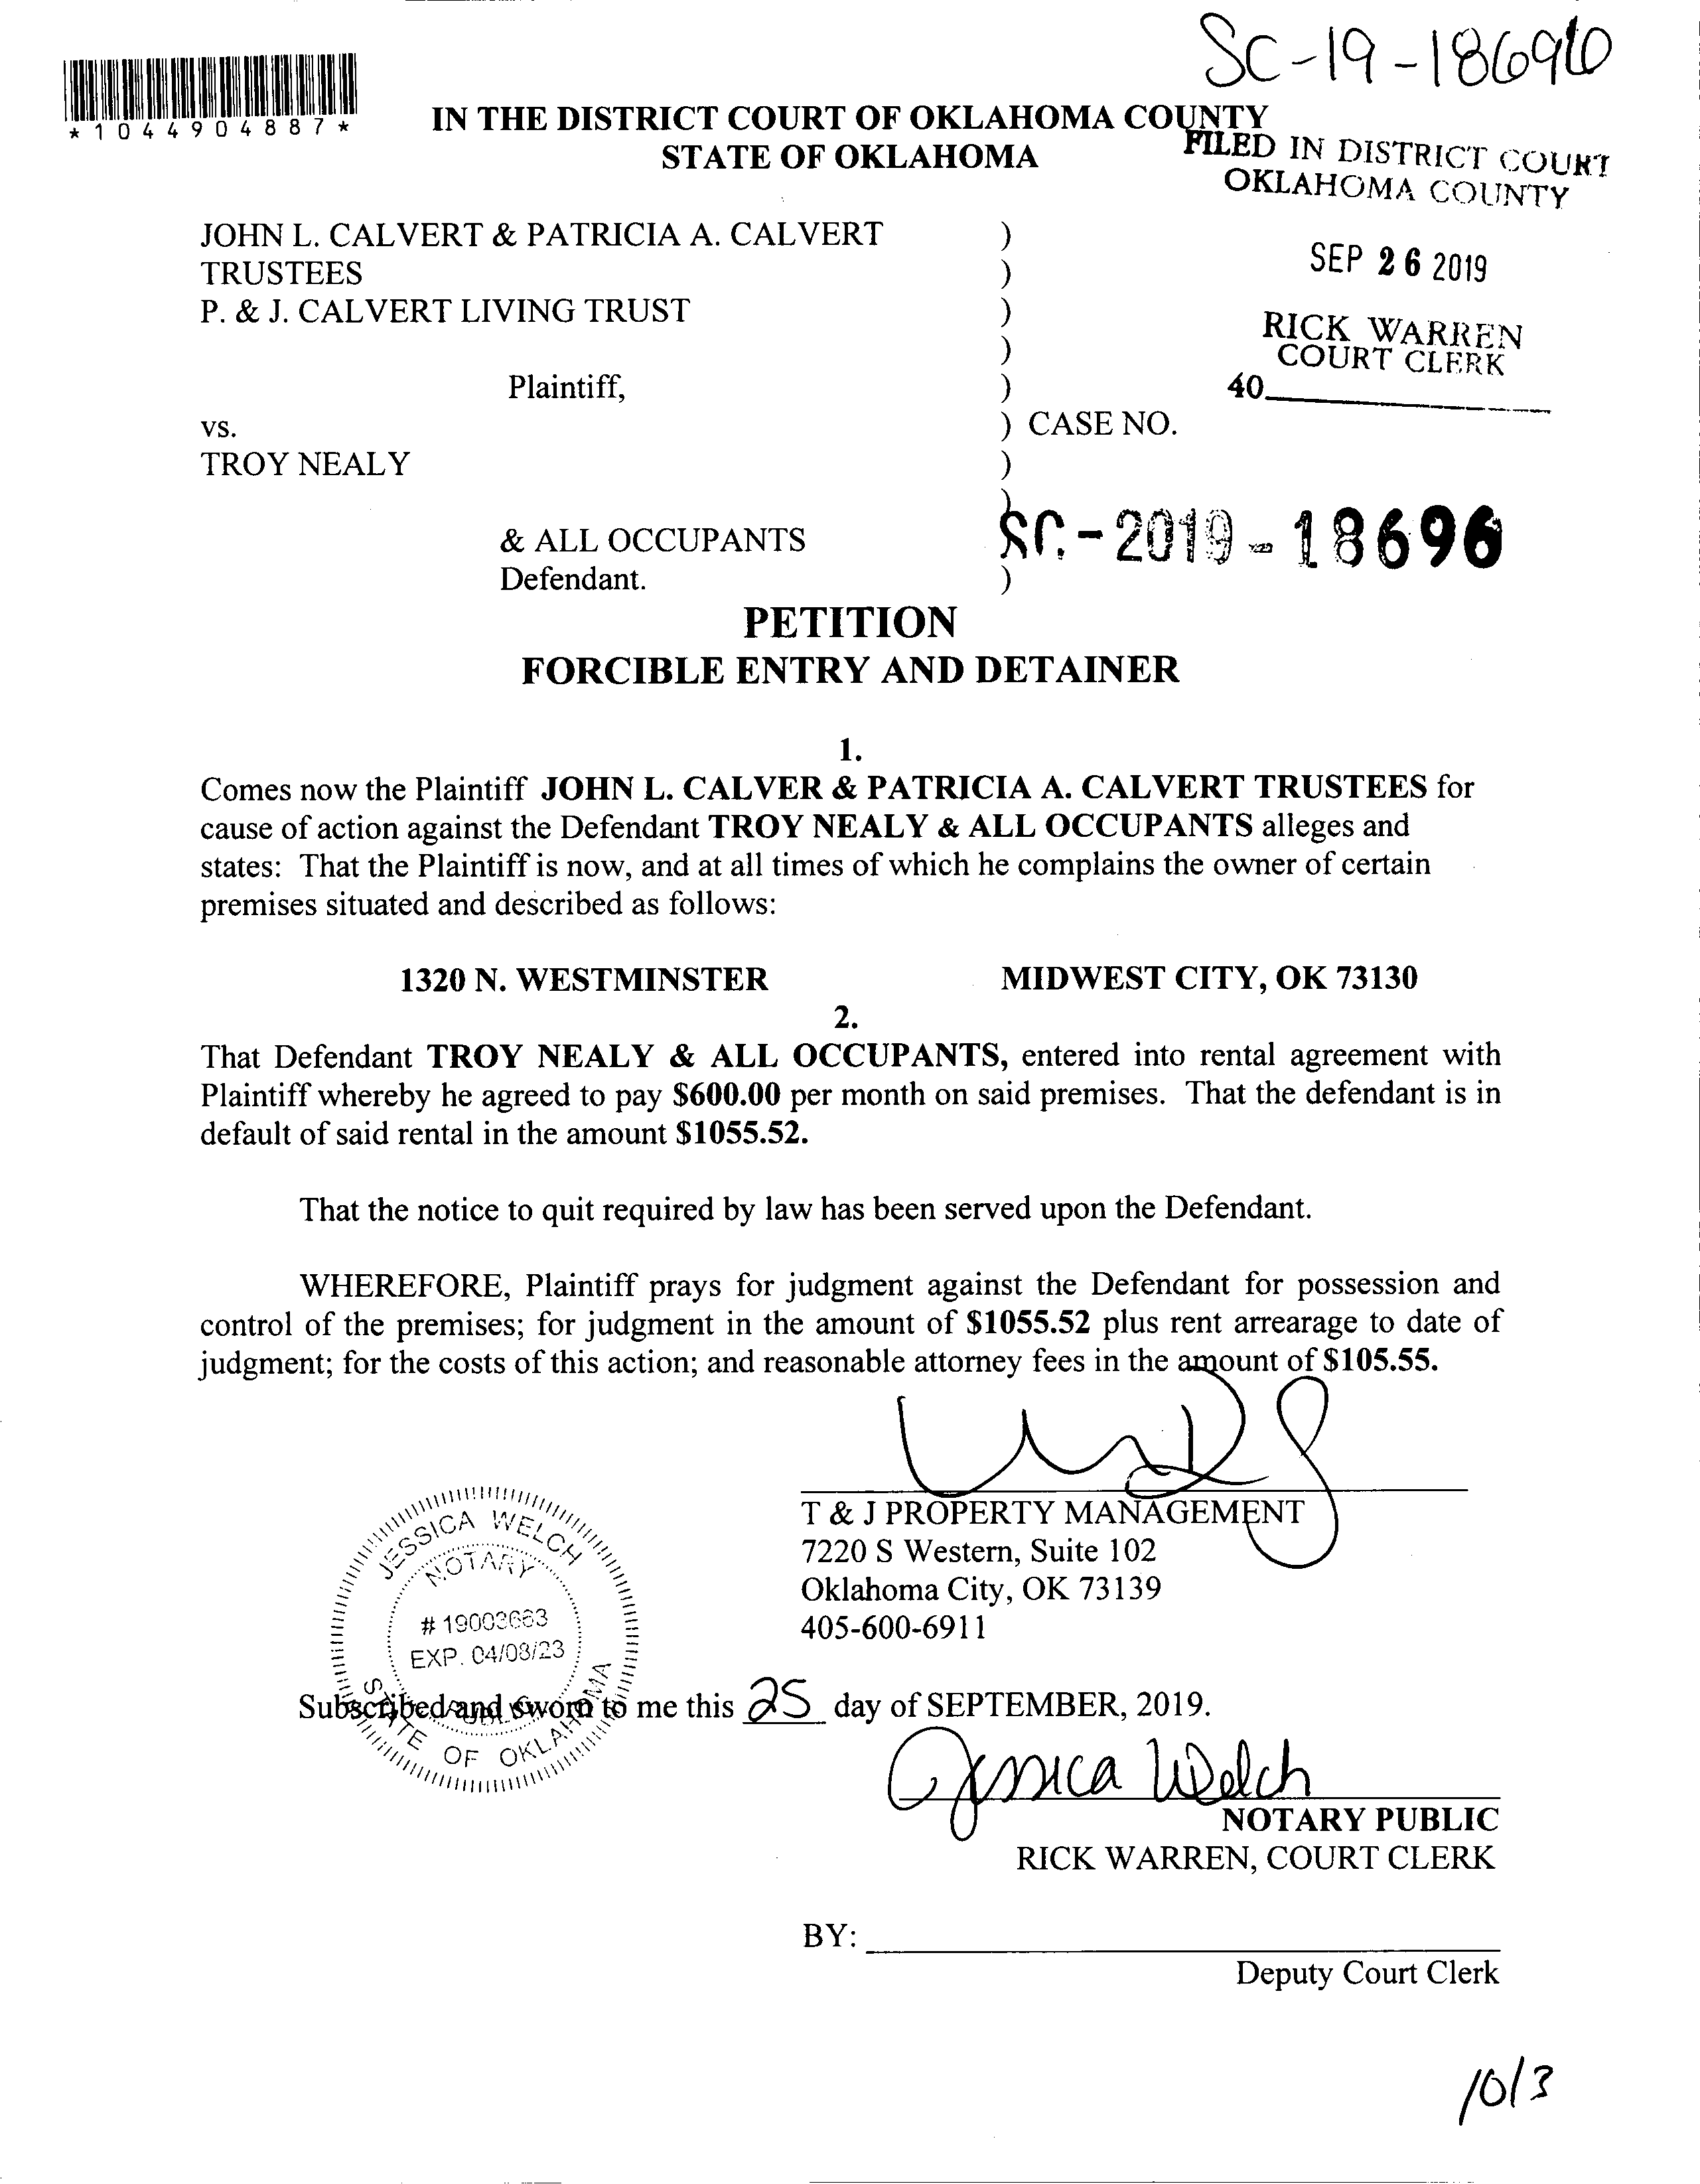 SC-19-18696
*1044904887*
IN THE DISTRICT COURT OF OKLAHOMA COUNTY
STATE OF OKLAHOMA
FILED IN DISTRICT COURT
OKLAHOMA COUNTY
SEP 26 2019
RICK WARREN
COURT CLERK
40
JOHN L. CALVERT & PATRICIA A. CALVERT )
TRUSTEES )
P. & J. CALVERT LIVING TRUST )
)
Plaintiff, )
vs. ) CASE NO.
TROY NEALY )
)
& ALL OCCUPANTS SC-2019-18696
Defendant. )
PETITION
FORCIBLE ENTRY AND DETAINER
1.
Comes now the Plaintiff JOHN L. CALVER & PATRICIA A. CALVERT TRUSTEES for
cause of action against the Defendant TROY NEALY & ALL OCCUPANTS alleges and
states: That the Plaintiff is now, and at all times of which he complains the owner of certain
premises situated and described as follows:
1320 N. WESTMINSTER MIDWEST CITY, OK 73130
2.
That Defendant TROY NEALY & ALL OCCUPANTS, entered into rental agreement with
Plaintiff whereby he agreed to pay $600.00 per month on said premises. That the defendant is in
default of said rental in the amount $1055.52.
That the notice to quit required by law has been served upon the Defendant.
WHEREFORE, Plaintiff prays for judgment against the Defendant for possession and
control of the premises; for judgment in the amount of $1055.52 plus rent arrearage to date of
judgment; for the costs of this action; and reasonable attorney fees in the amount of $105.55.
T & J PROPERTY MANAGEMENT
7220 S Western, Suite 102
Oklahoma City, OK 73139
405-600-6911
JESSICA WELCH
NOTARY
# 19003663
EXP. 04/08/23
PUBLIC
STATE OF OKLAHOMA
Subscribed and sworn to me this 25 day of SEPTEMBER, 2019.
Jessica Welch
NOTARY PUBLIC
RICK WARREN, COURT CLERK
BY:
Deputy Court Clerk
10/3